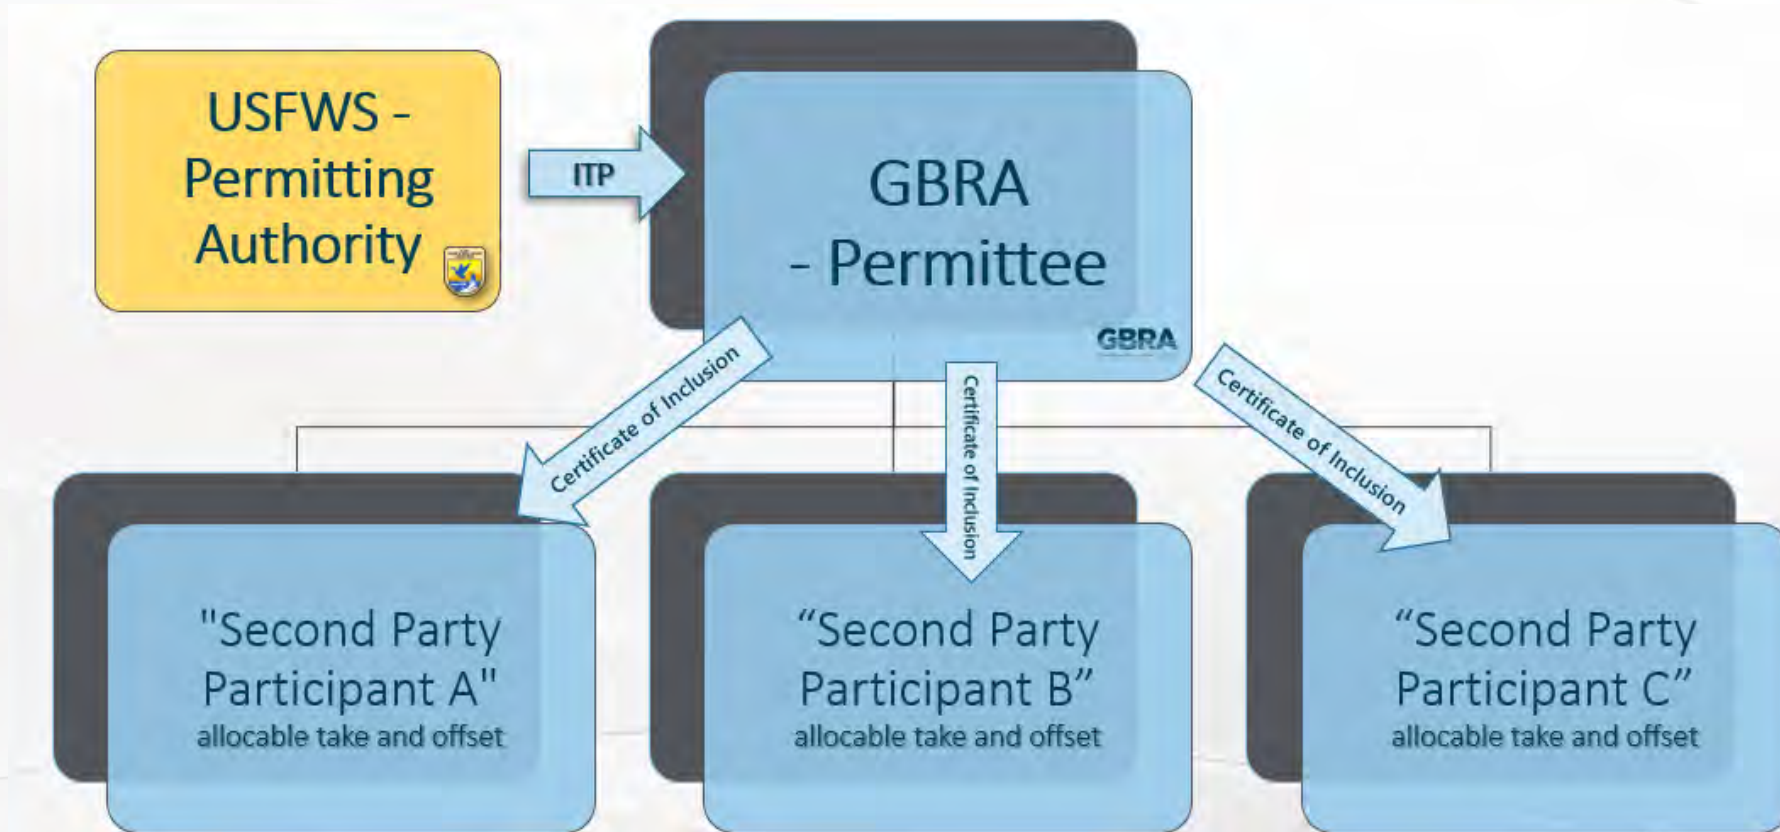 USFWS -
Permitting
Authority
ITP
GBRA
- Permittee
GBRA
Certificate of Inclusion
Certificate of Inclusion
Certificate of Inclusion
"Second Party
Participant A"
allocable take and offset
“Second Party
Participant B”
allocable take and offset
“Second Party
Participant C”
allocable take and offset